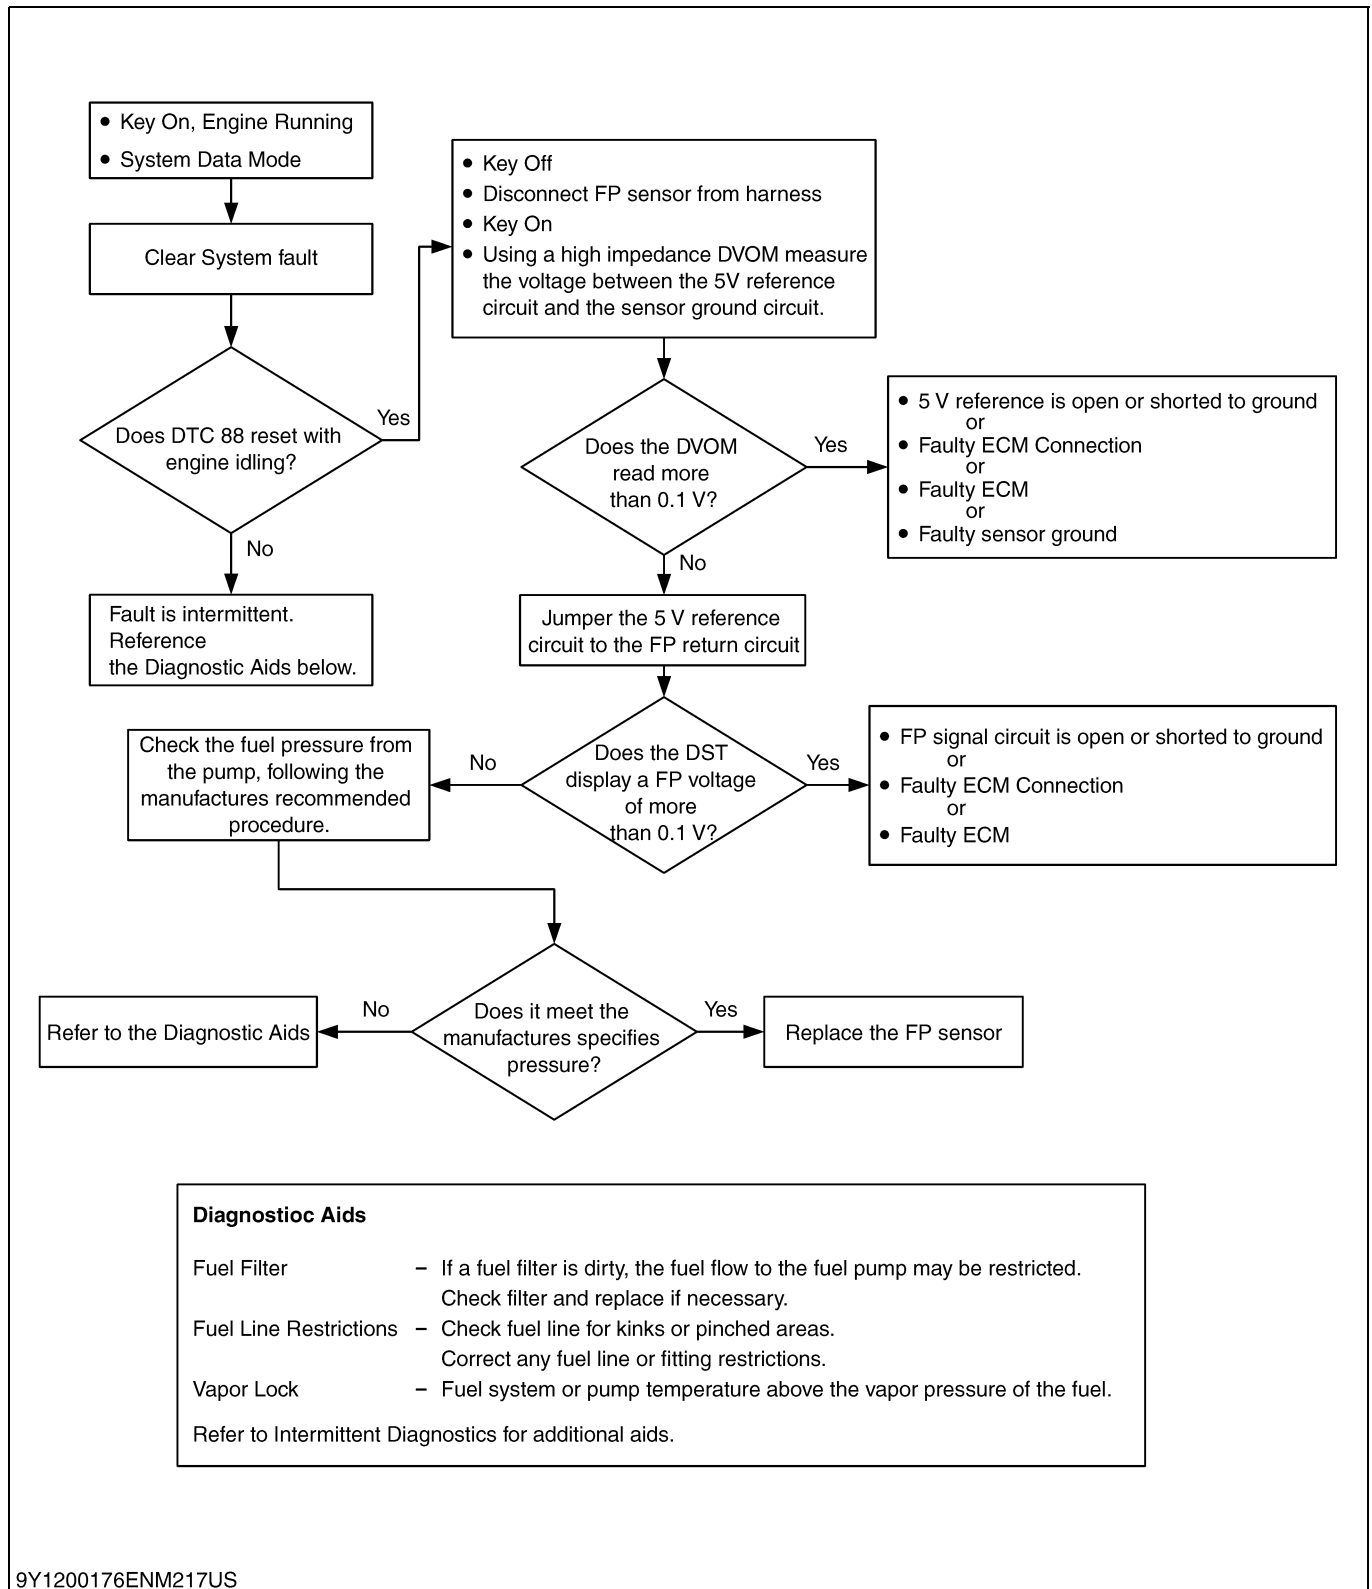 ● Key On, Engine Running
● System Data Mode
Clear System fault
Does DTC 88 reset with
engine idling?
Yes
No
Fault is intermittent.
Reference
the Diagnostic Aids below.
● Key Off
● Disconnect FP sensor from harness
● Key On
● Using a high impedance DVOM measure
the voltage between the 5V reference
circuit and the sensor ground circuit.
Does the DVOM
read more
than 0.1 V?
Yes
● 5 V reference is open or shorted to ground
or
● Faulty ECM Connection
or
● Faulty ECM
or
● Faulty sensor ground
No
Jumper the 5 V reference
circuit to the FP return circuit
Does the DST
display a FP voltage
of more
than 0.1 V?
Yes
● FP signal circuit is open or shorted to ground
or
● Faulty ECM Connection
or
● Faulty ECM
No
Check the fuel pressure from
the pump, following the
manufactures recommended
procedure.
Does it meet the
manufactures specifies
pressure?
No
Refer to the Diagnostic Aids
Yes
Replace the FP sensor
Diagnostioc Aids
Fuel Filter – If a fuel filter is dirty, the fuel flow to the fuel pump may be restricted.
Check filter and replace if necessary.
Fuel Line Restrictions – Check fuel line for kinks or pinched areas.
Correct any fuel line or fitting restrictions.
Vapor Lock – Fuel system or pump temperature above the vapor pressure of the fuel.
Refer to Intermittent Diagnostics for additional aids.
9Y1200176ENM217US